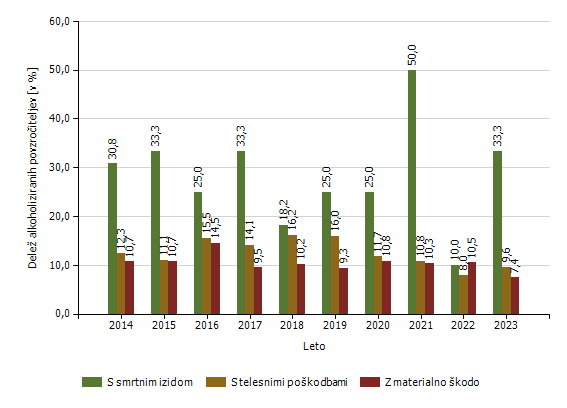 60,0
50,0
40,0
30,0
20,0
10,0
0,0
Delež alkoholiziranih povzročiteljev [v %]
30,8 12,3 10,7
33,3 11,1 10,7
25,0 15,5 14,5
33,3 14,1 9,5
18,2 16,2 10,2
25,0 16,0 9,3
25,0 11,7 10,8
50,0 10,8 10,3
10,0 8,0 10,5
33,3 9,6 7,4
2014 2015 2016 2017 2018 2019 2020 2021 2022 2023
Leto
S smrtnim izidom S telesnimi poškodbami Z materialno škodo